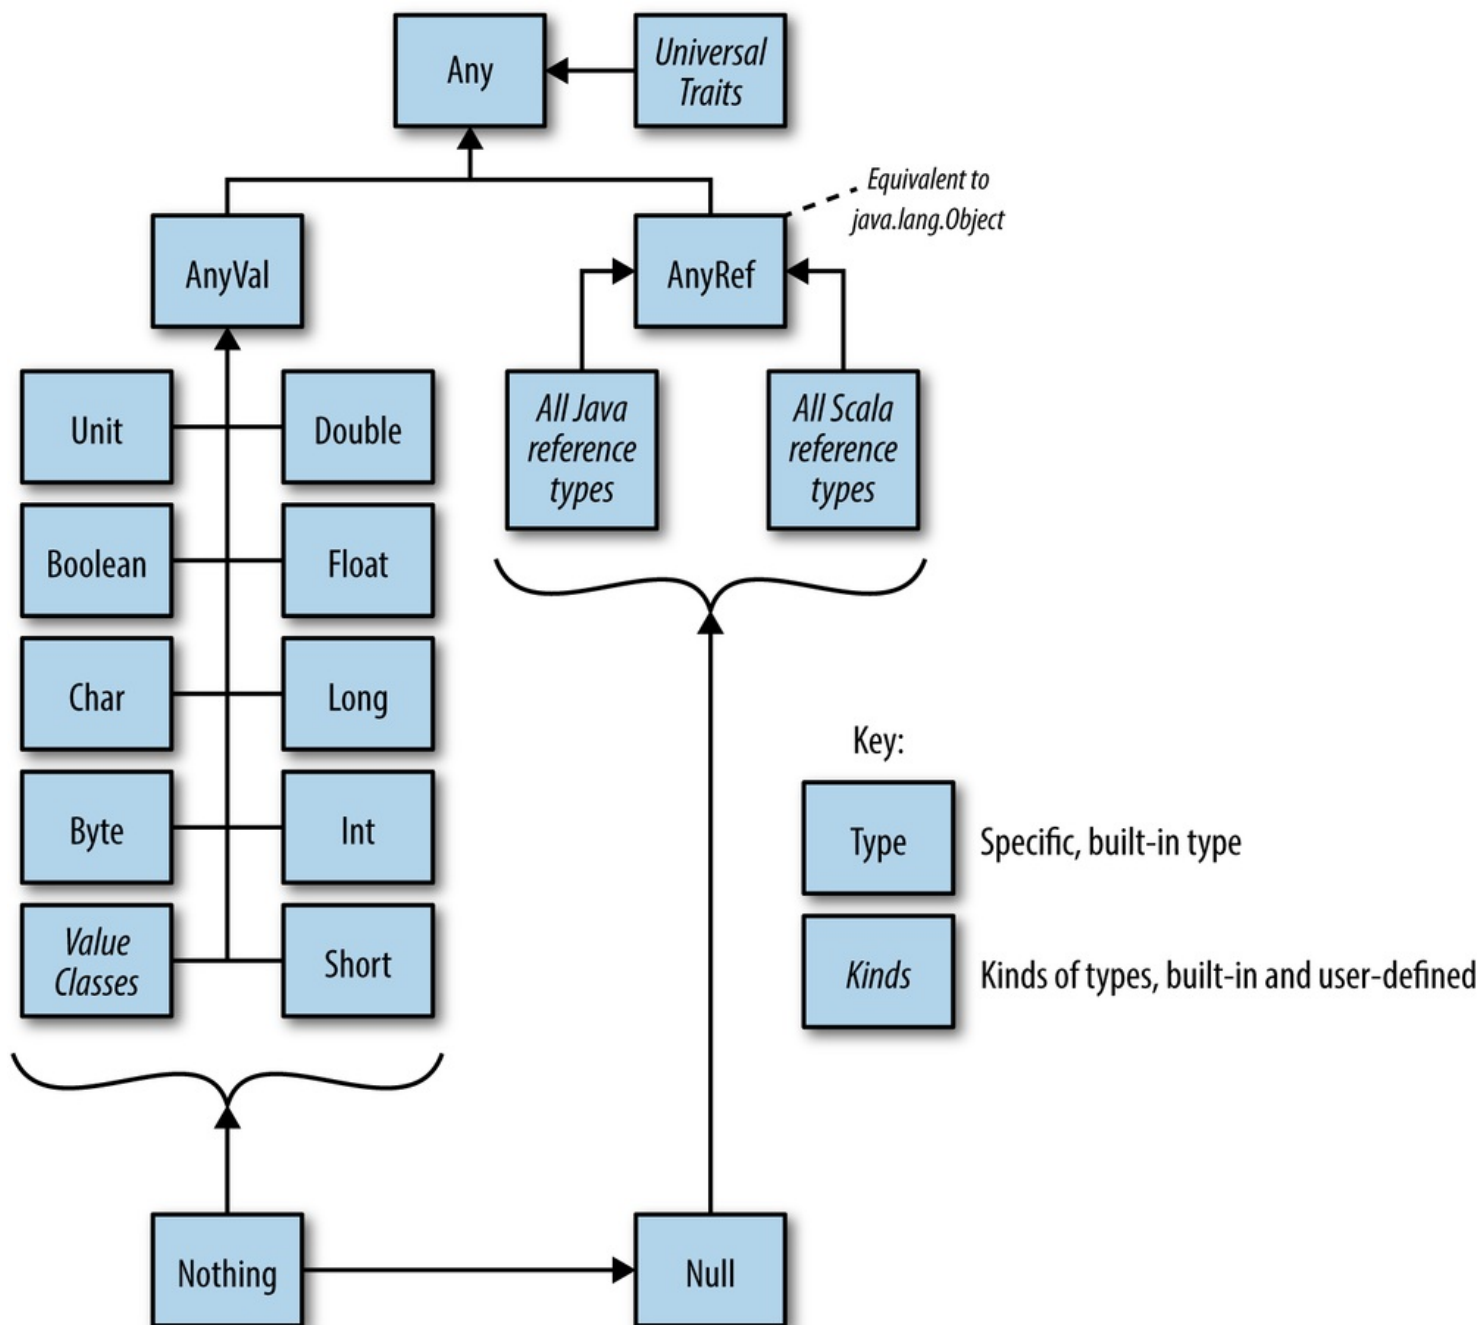 Any
Universal
Traits
Equivalent to
java.lang.Object
AnyVal
AnyRef
Unit
Double
All Java
reference
types
All Scala
reference
types
Boolean
Float
Char
Long
Byte
Int
Value
Classes
Short
Key:
Type
Specific, built-in type
Kinds
Kinds of types, built-in and user-defined
Nothing
Null